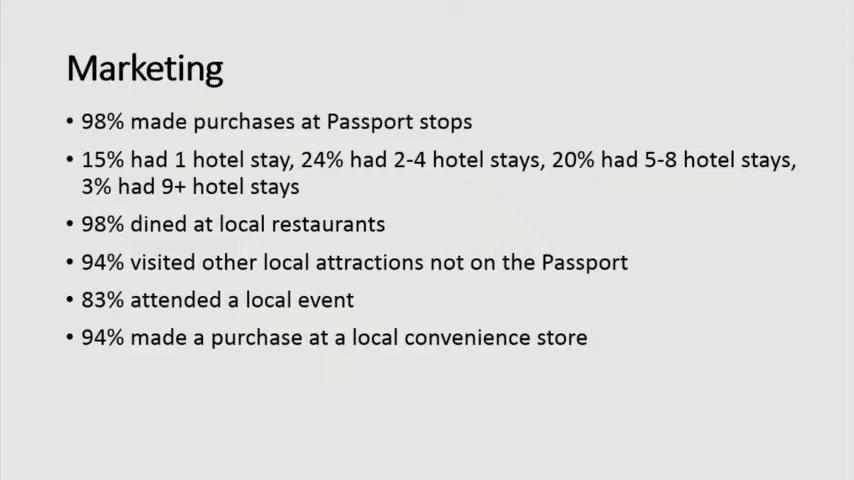 Marketing
• 98% made purchases at Passport stops
• 15% had 1 hotel stay, 24% had 2-4 hotel stays, 20% had 5-8 hotel stays,
3% had 9+ hotel stays
• 98% dined at local restaurants
• 94% visited other local attractions not on the Passport
• 83% attended a local event
• 94% made a purchase at a local convenience store